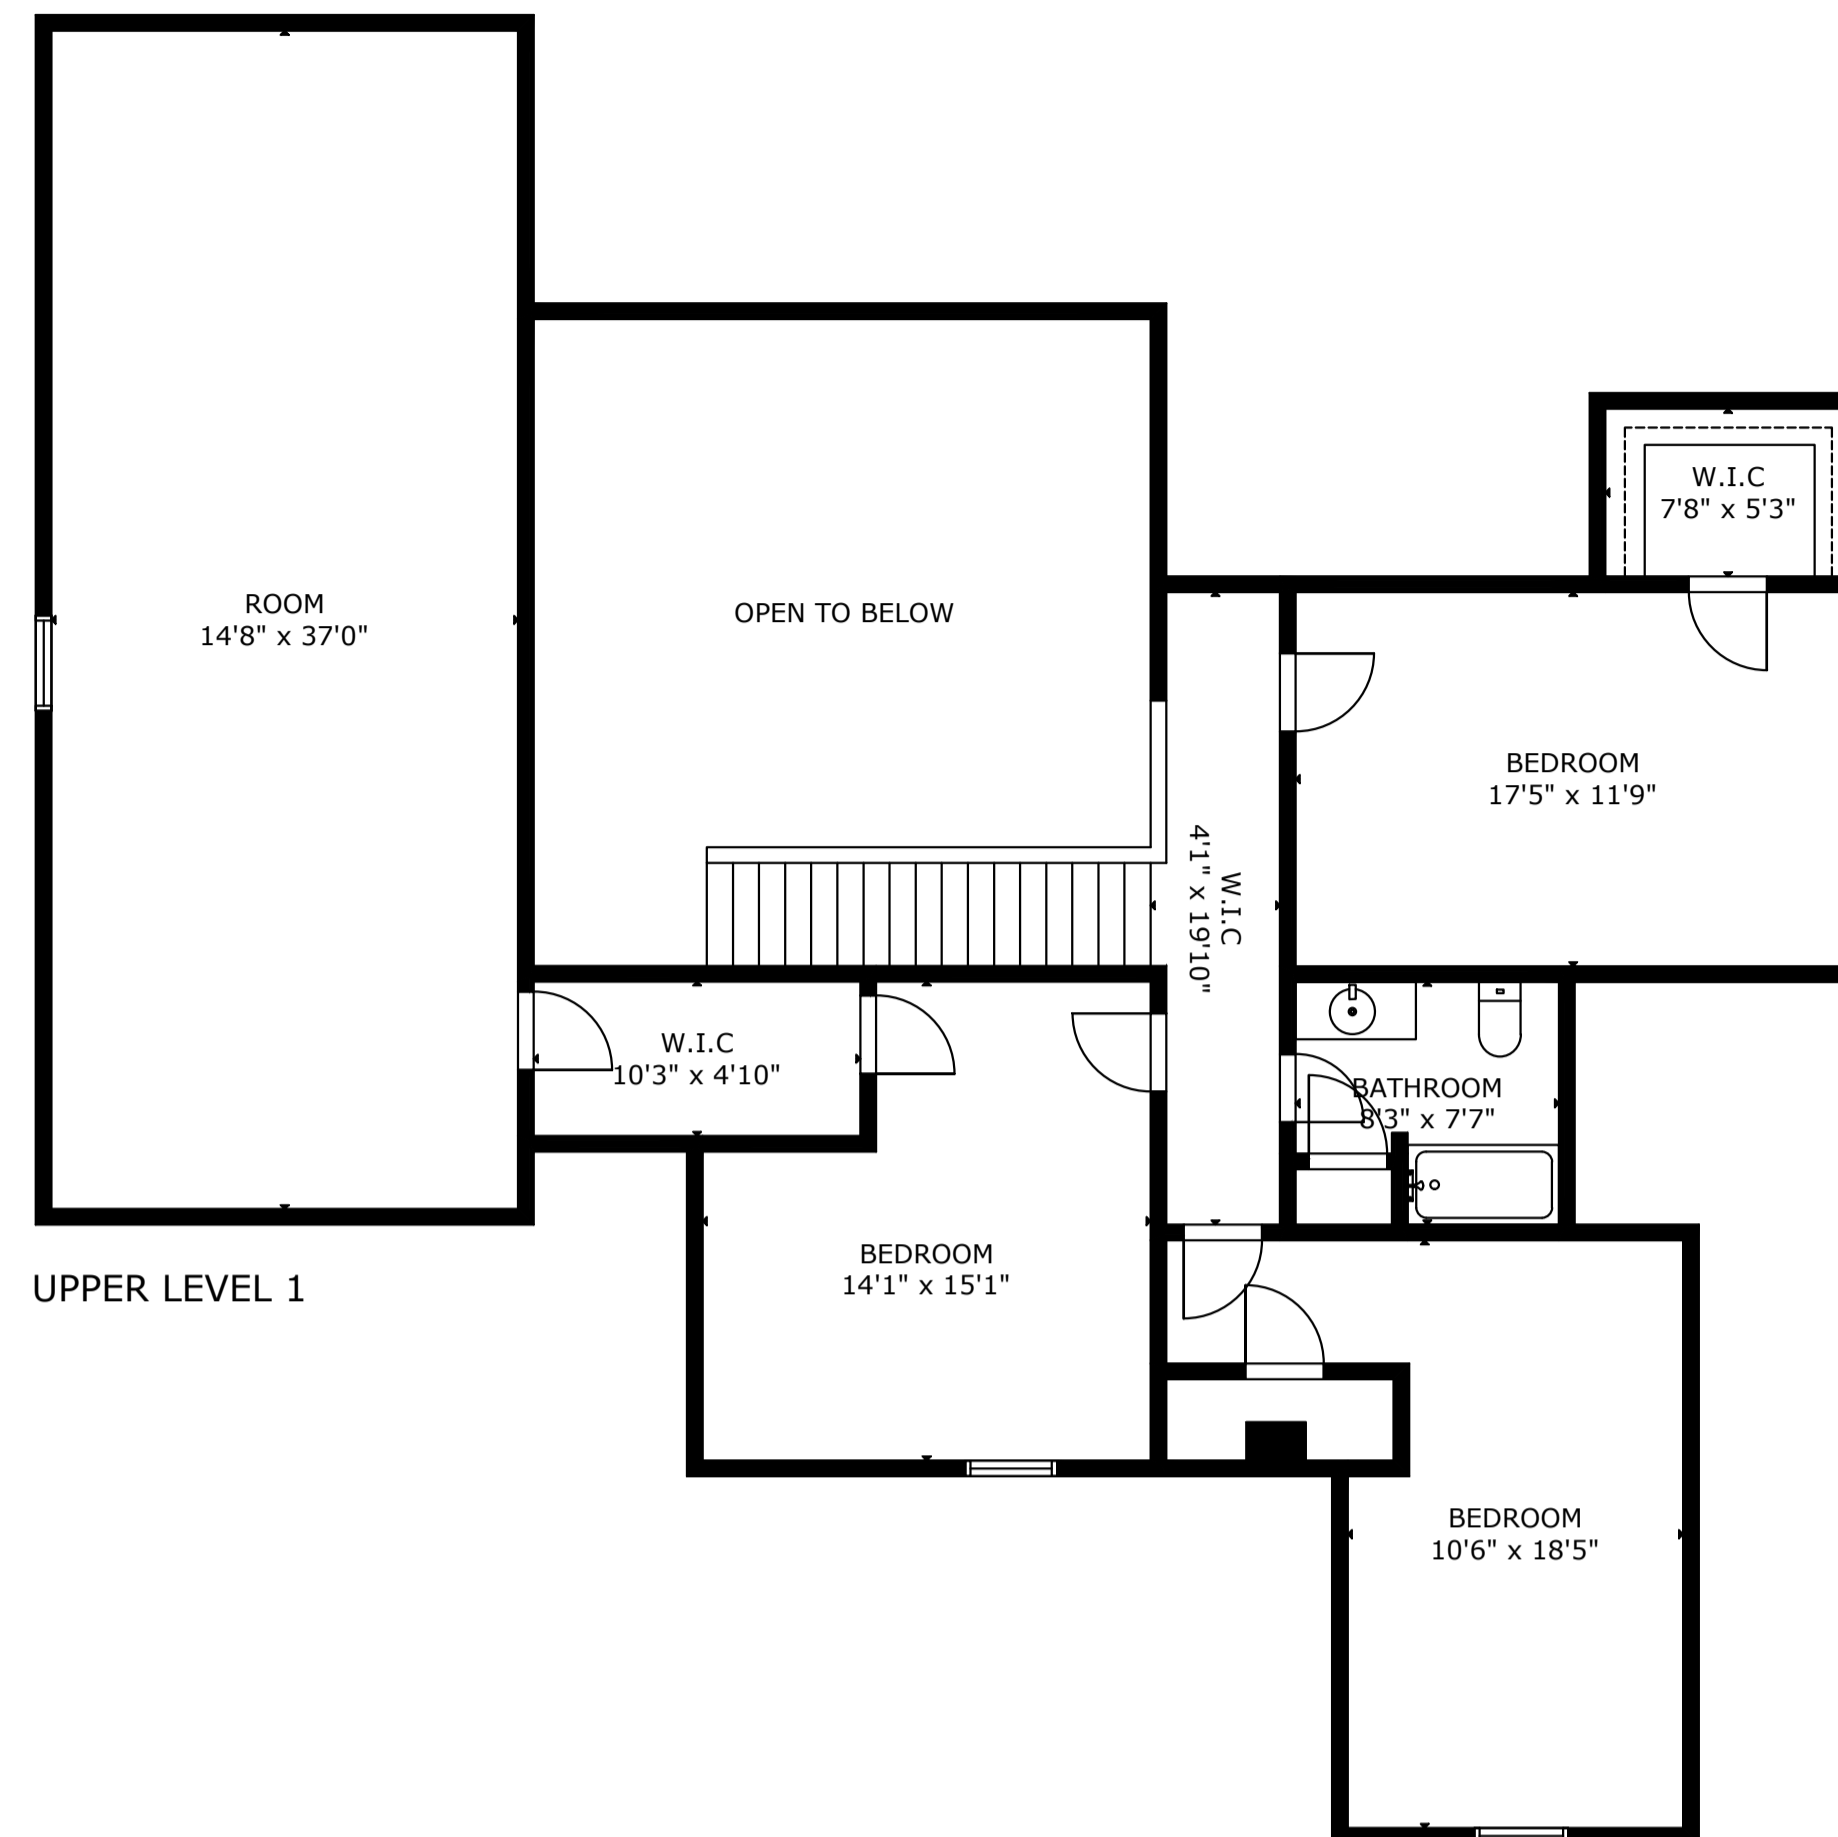 W.I.C
7'8" x 5'3"
ROOM
14'8" x 37'0"
OPEN TO BELOW
BEDROOM
17'5" x 11'9"
W.I.C
4'1" x 19'10"
W.I.C
10'3" x 4'10"
BATHROOM
8'3" x 7'7"
BEDROOM
14'1" x 15'1"
UPPER LEVEL 1
BEDROOM
10'6" x 18'5"